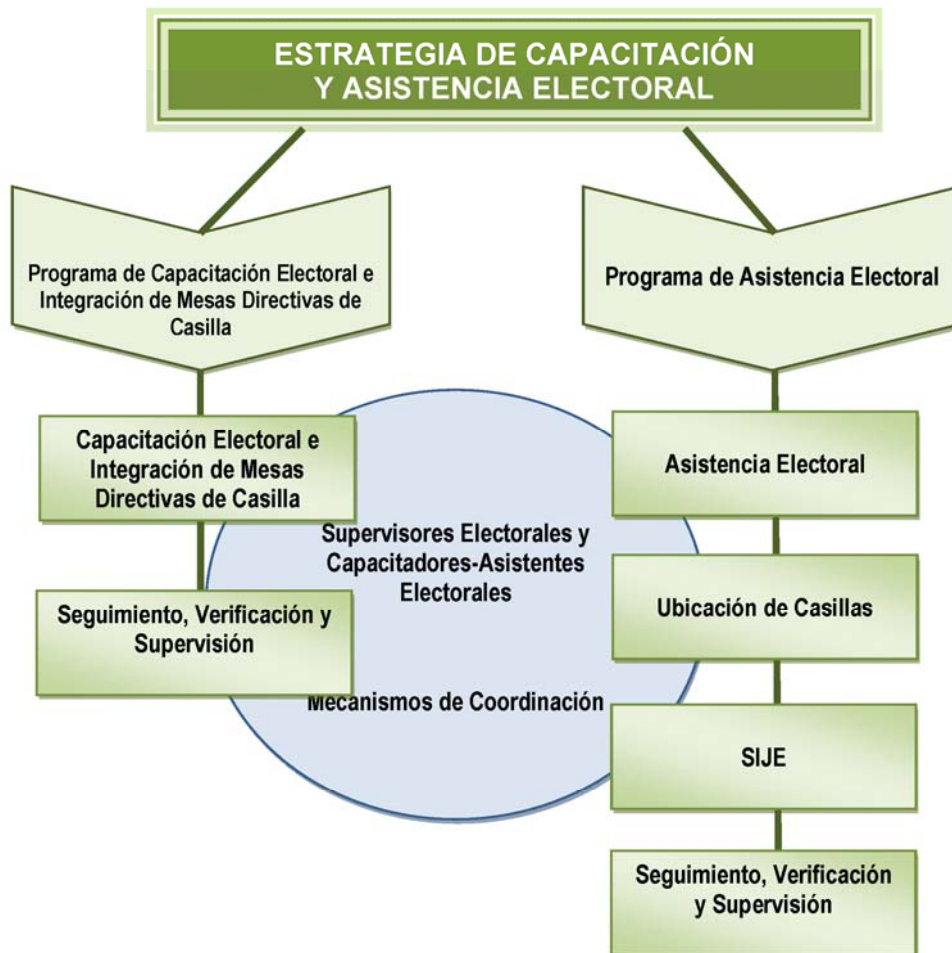 ESTRATEGIA DE CAPACITACIÓN
Y ASISTENCIA ELECTORAL
Programa de Capacitación Electoral e
Integración de Mesas Directivas de
Casilla
Programa de Asistencia Electoral
Capacitación Electoral e
Integración de Mesas
Directivas de Casilla
Seguimiento, Verificación y
Supervisión
Supervisores Electorales y
Capacitadores-Asistentes
Electorales
Mecanismos de Coordinación
Asistencia Electoral
Ubicación de Casillas
SIJE
Seguimiento, Verificación
y Supervisión